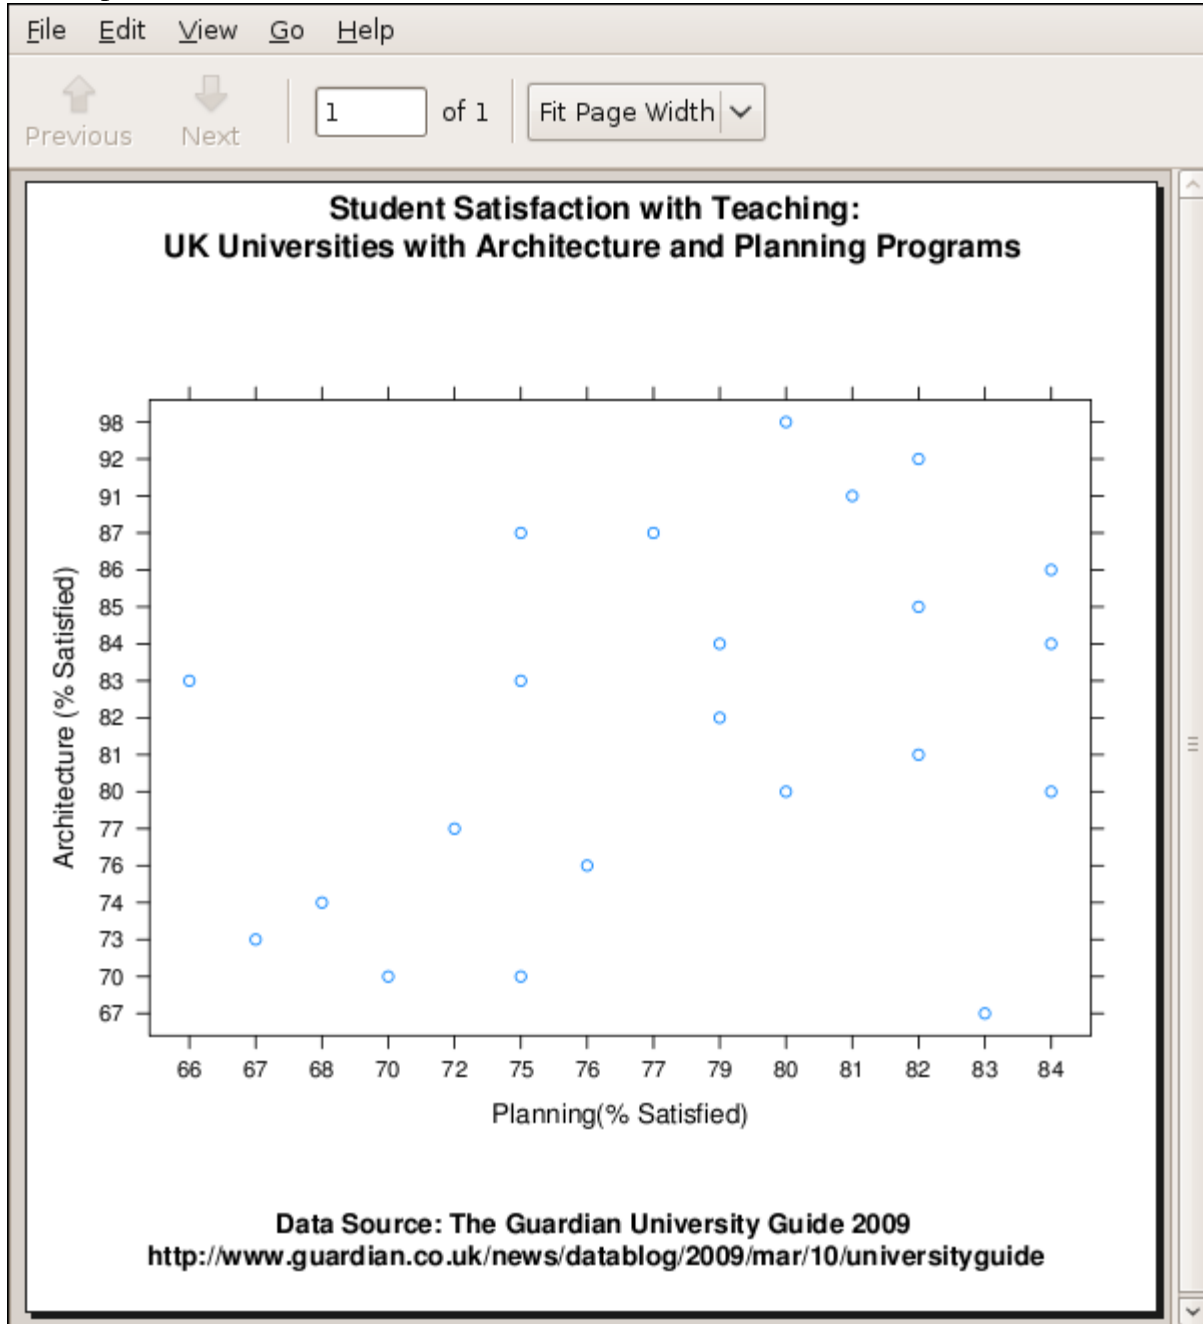 File Edit View Go Help
Previous Next 1 of 1 Fit Page Width
Student Satisfaction with Teaching:
UK Universities with Architecture and Planning Programs
Architecture (% Satisfied)
98
92
91
87
86
85
84
83
82
81
80
77
76
74
73
70
67
66 67 68 70 72 75 76 77 79 80 81 82 83 84
Planning(% Satisfied)
Data Source: The Guardian University Guide 2009
http://www.guardian.co.uk/news/datablog/2009/mar/10/universityguide